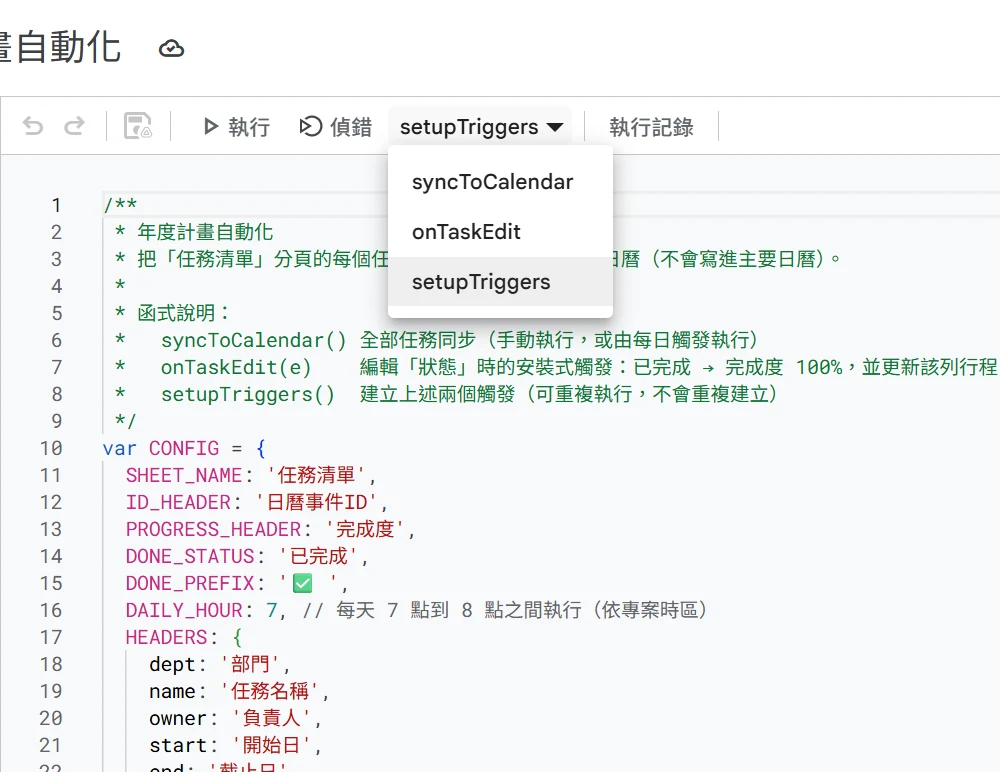 自動化
執行 偵錯 setupTriggers 執行記錄
syncToCalendar
onTaskEdit
setupTriggers
1 /**
2 * 年度計畫自動化
3 * 把「任務清單」分頁的每個任 日曆（不會寫進主要日曆）。
4 *
5 * 函式說明：
6 * syncToCalendar() 全部任務同步（手動執行，或由每日觸發執行）
7 * onTaskEdit(e) 編輯「狀態」時的安裝式觸發：已完成 → 完成度 100%，並更新該列行程
8 * setupTriggers() 建立上述兩個觸發（可重複執行，不會重複建立）
9 */
10 var CONFIG = {
11 SHEET_NAME: '任務清單',
12 ID_HEADER: '日曆事件ID',
13 PROGRESS_HEADER: '完成度',
14 DONE_STATUS: '已完成',
15 DONE_PREFIX: '✅ ',
16 DAILY_HOUR: 7, // 每天 7 點到 8 點之間執行（依專案時區）
17 HEADERS: {
18 dept: '部門',
19 name: '任務名稱',
20 owner: '負責人',
21 start: '開始日',
22 end: '截止日'